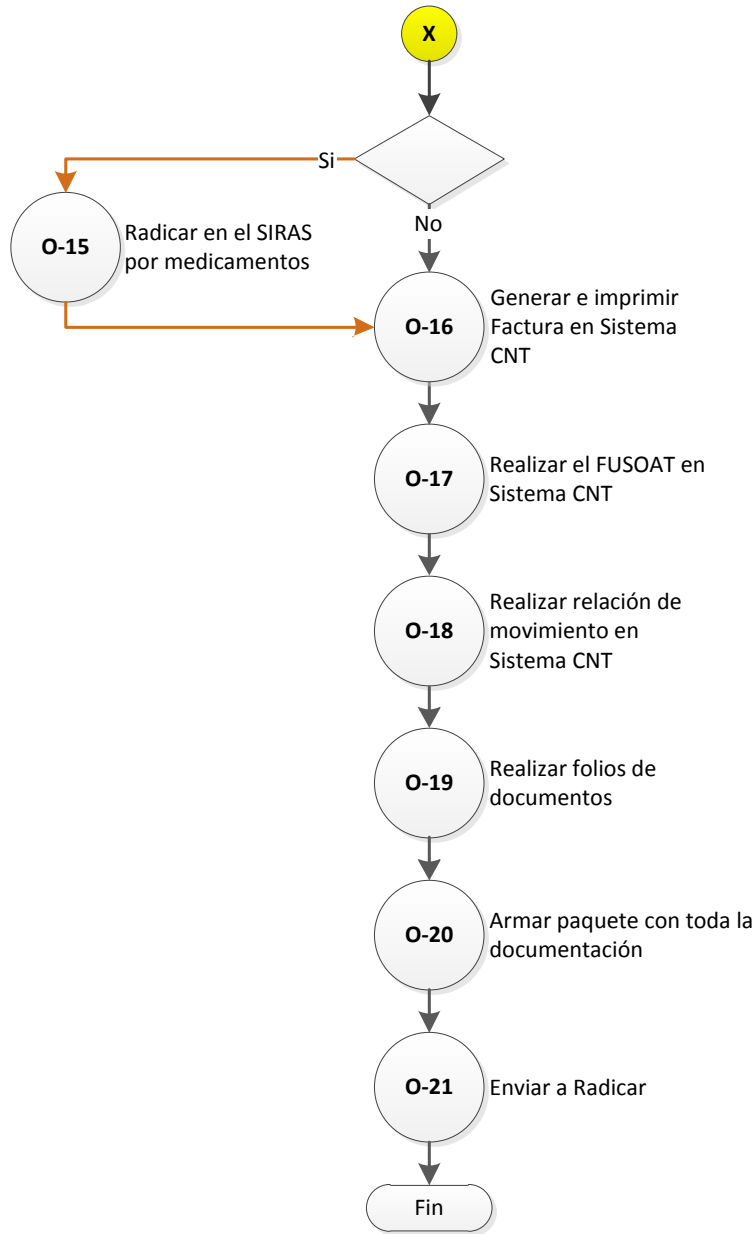 X
Si
No
O-15
Radicar en el SIRAS
por medicamentos
O-16
Generar e imprimir
Factura en Sistema
CNT
O-17
Realizar el FUSOAT en
Sistema CNT
O-18
Realizar relación de
movimiento en
Sistema CNT
O-19
Realizar folios de
documentos
O-20
Armar paquete con toda la
documentación
O-21
Enviar a Radicar
Fin